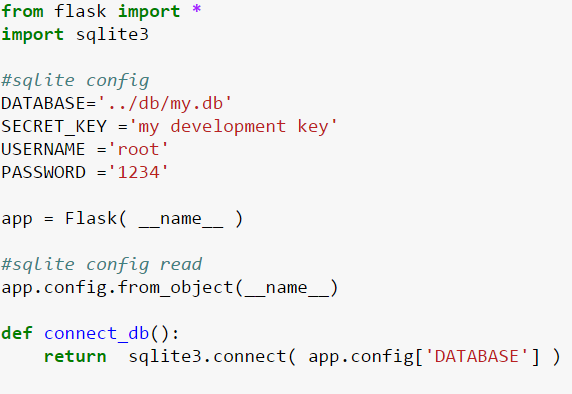 from flask import *
import sqlite3
#sqlite config
DATABASE='../db/my.db'
SECRET_KEY ='my development key'
USERNAME ='root'
PASSWORD ='1234'
app = Flask( __name__ )
#sqlite config read
app.config.from_object(__name__)
def connect_db():
    return  sqlite3.connect( app.config['DATABASE'] )